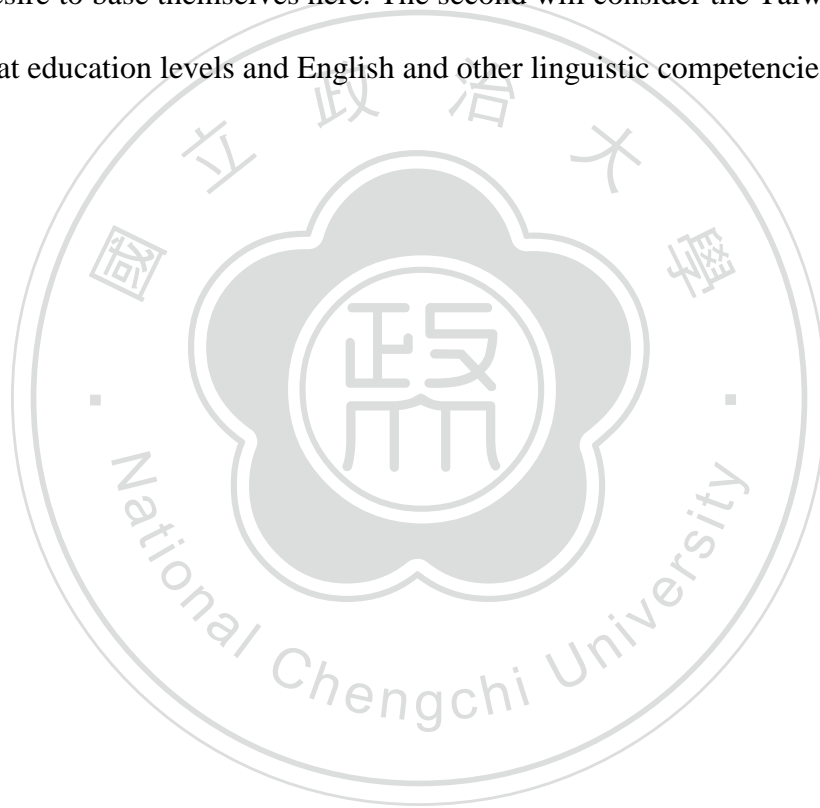 esire to base themselves here. The second will consider the Taiw
at education levels and English and other linguistic competencie
國立政治大學
National Chengchi University